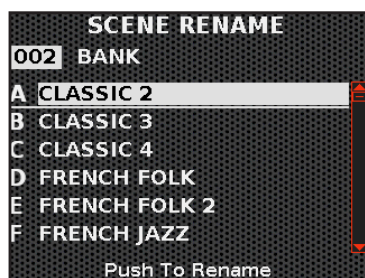 SCENE RENAME
002 BANK
A CLASSIC 2
B CLASSIC 3
C CLASSIC 4
D FRENCH FOLK
E FRENCH FOLK 2
F FRENCH JAZZ
Push To Rename